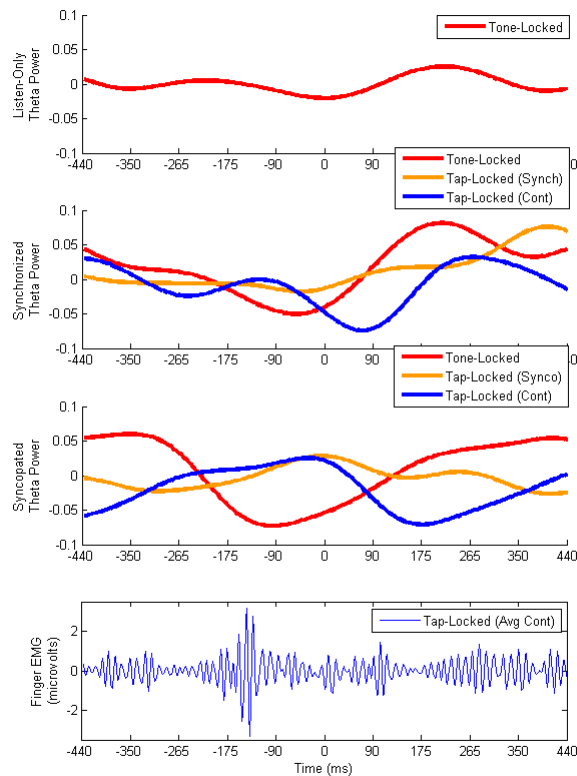 Tone-Locked
Listen-Only
Theta Power
0.1
0.05
0
-0.05
-0.1
-440 -350 -265 -175 -90 0 90 175 265 350 440
Tone-Locked
Tap-Locked (Synch)
Tap-Locked (Cont)
Synchronized
Theta Power
0.1
0.05
0
-0.05
-0.1
-440 -350 -265 -175 -90 0 90 175 265 350 440
Tone-Locked
Tap-Locked (Synco)
Tap-Locked (Cont)
Syncopated
Theta Power
0.1
0.05
0
-0.05
-0.1
-440 -350 -265 -175 -90 0 90 175 265 350 440
Tap-Locked (Avg Cont)
Finger EMG
(microvolts)
2
0
-2
-440 -350 -265 -175 -90 0 90 175 265 350 440
Time (ms)